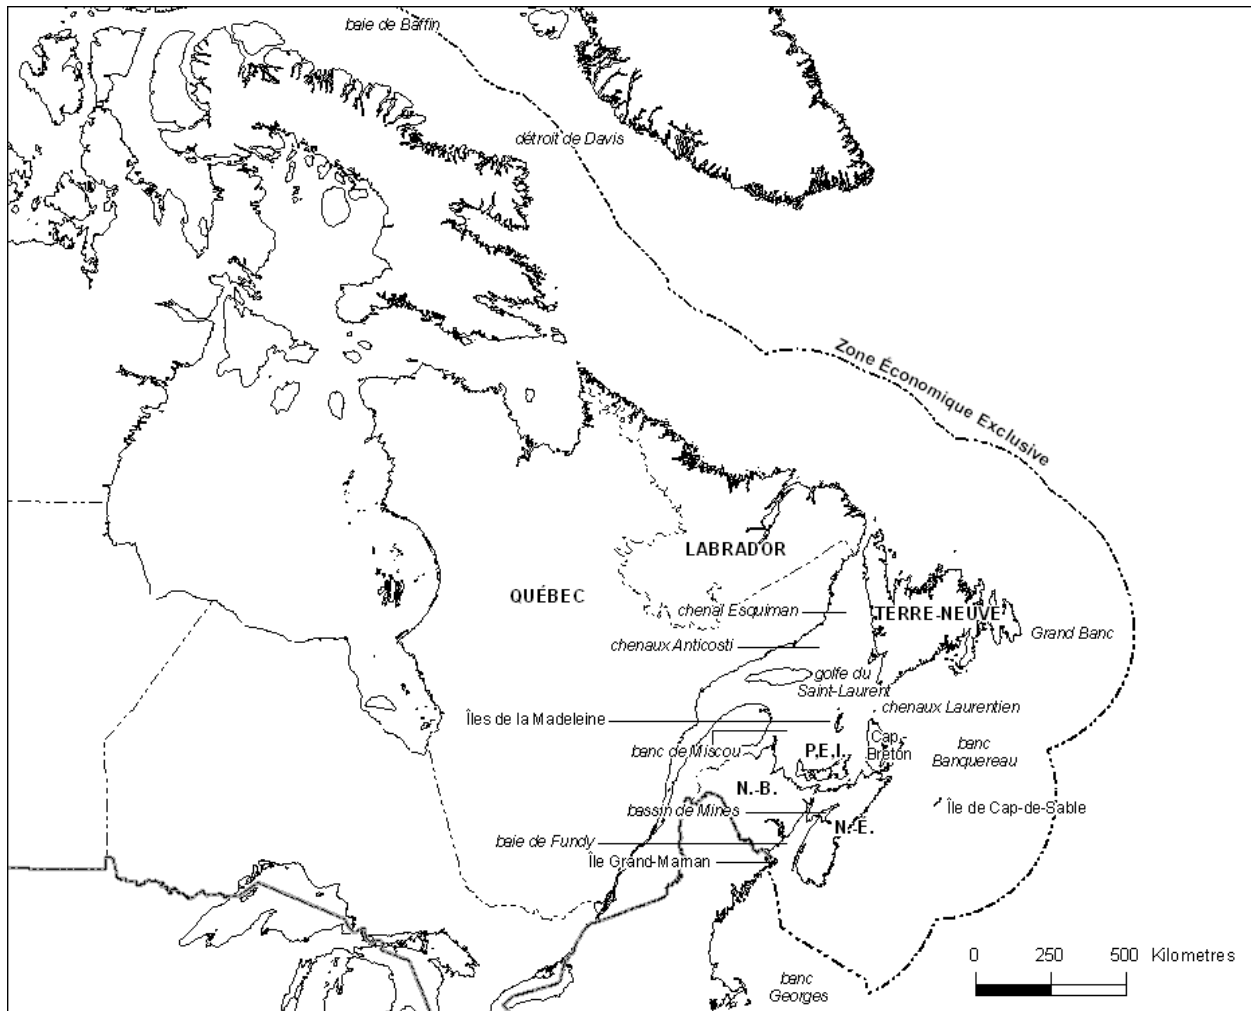 baie de Baffin
détroit de Davis
Zone Économique Exclusive
LABRADOR
QUÉBEC
chenal Esquiman
TERRE-NEUVE
Grand Banc
chenaux Anticosti
golfe du
Saint-Laurent
chenaux Laurentien
Îles de la Madeleine
banc de Miscou
P.E.I.
Cap.-
Breton
banc
Banquereau
N.-B.
bassin de Mines
Île de Cap-de-Sable
N.-É.
baie de Fundy
Île Grand-Maman
banc
Georges
0 250 500 Kilometres